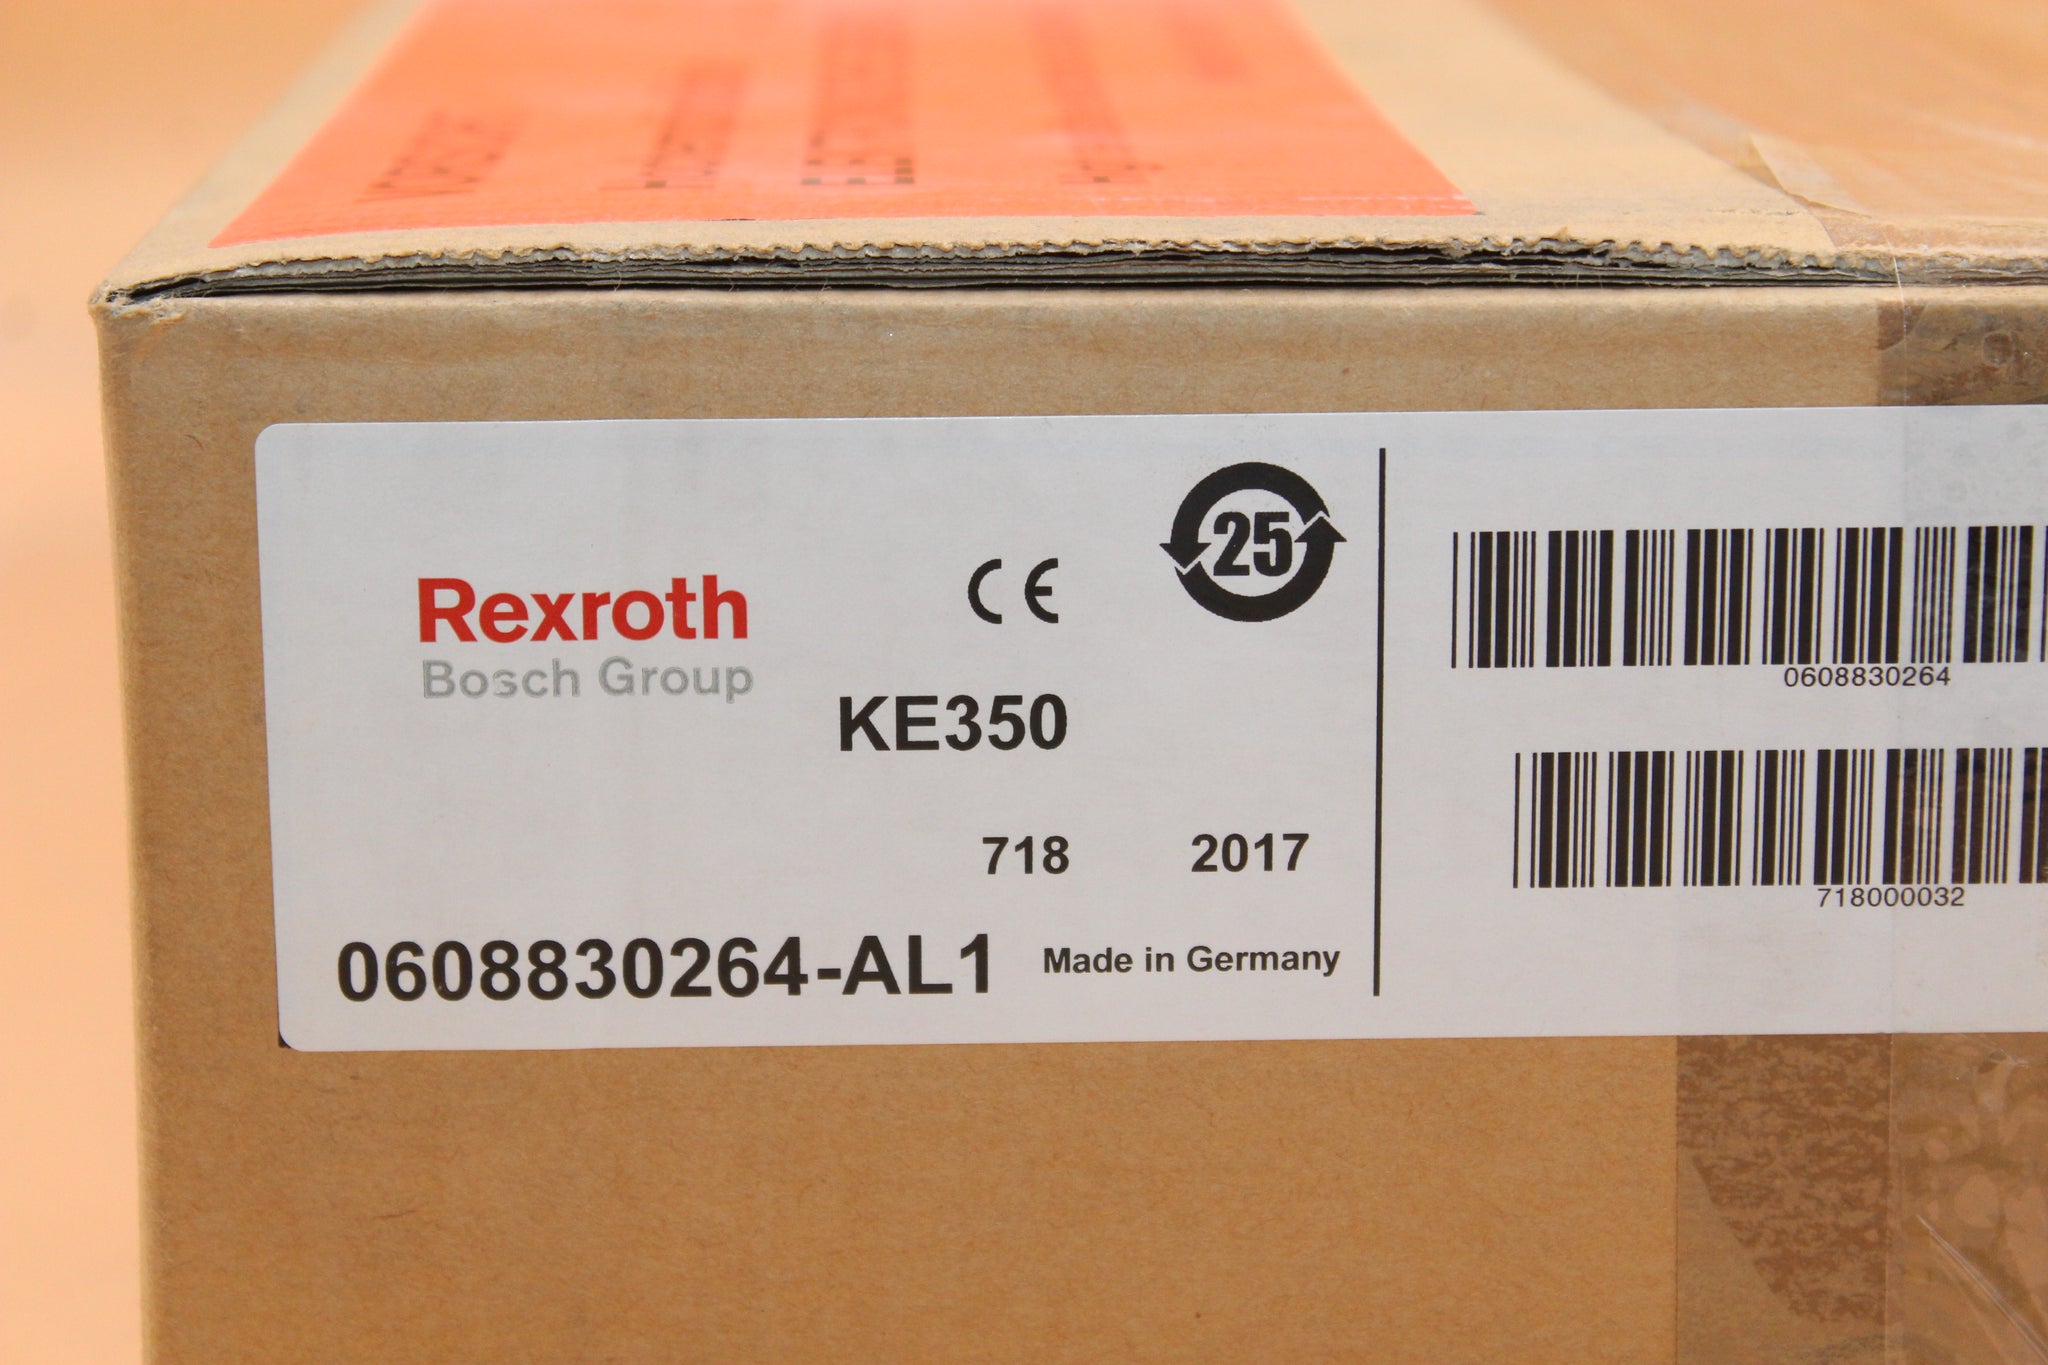 Rexroth
Bosch Group
CE
25
KE350
718 2017
0608830264-AL1 Made in Germany
0608830264
718000032